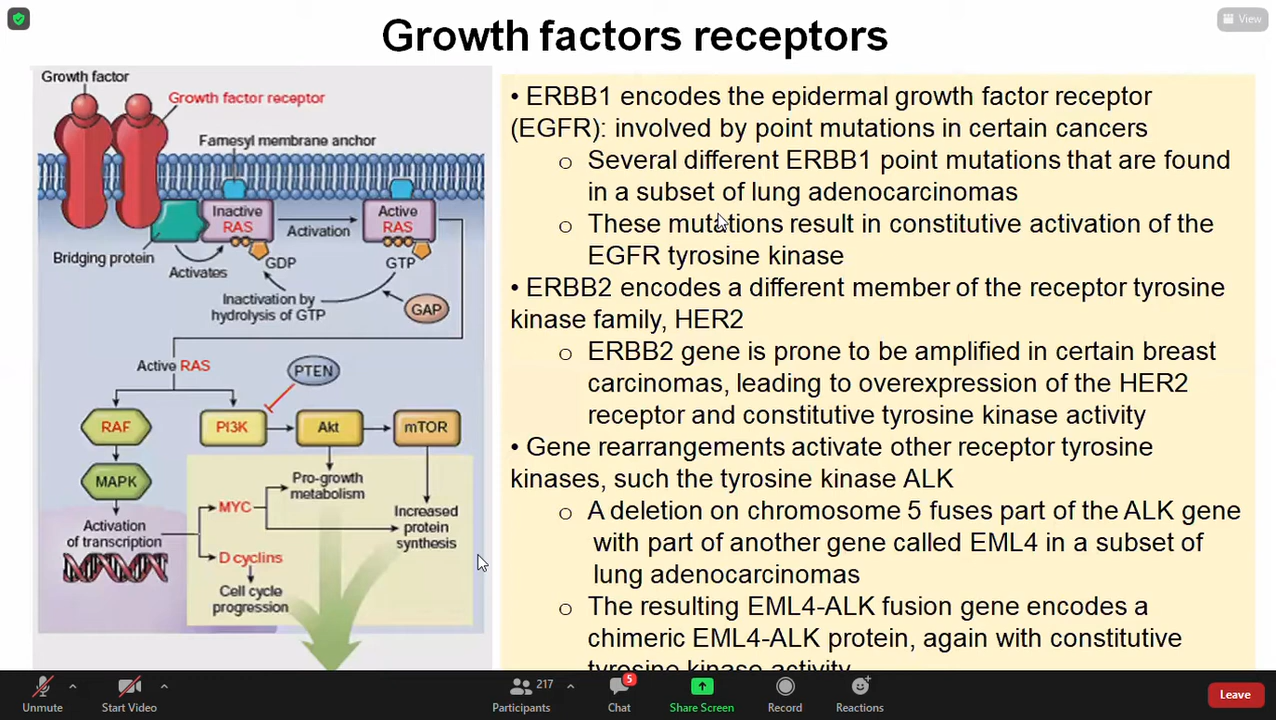 Growth factors receptors
View
Growth factor
Growth factor receptor
Farnesyl membrane anchor
Inactive
RAS
Active
RAS
Activation
Bridging protein
Activates
GDP
GTP
Inactivation by
hydrolysis of GTP
GAP
Active RAS
PTEN
RAF
PI3K
Akt
mTOR
MAPK
Pro-growth
metabolism
MYC
Increased
protein
synthesis
Activation
of transcription
D cyclins
Cell cycle
progression
• ERBB1 encodes the epidermal growth factor receptor
(EGFR): involved by point mutations in certain cancers
o Several different ERBB1 point mutations that are found
in a subset of lung adenocarcinomas
o These mutations result in constitutive activation of the
EGFR tyrosine kinase
• ERBB2 encodes a different member of the receptor tyrosine
kinase family, HER2
o ERBB2 gene is prone to be amplified in certain breast
carcinomas, leading to overexpression of the HER2
receptor and constitutive tyrosine kinase activity
• Gene rearrangements activate other receptor tyrosine
kinases, such the tyrosine kinase ALK
o A deletion on chromosome 5 fuses part of the ALK gene
with part of another gene called EML4 in a subset of
lung adenocarcinomas
o The resulting EML4-ALK fusion gene encodes a
chimeric EML4-ALK protein, again with constitutive
tyrosine kinase activity
Unmute
Start Video
217
Participants
5
Chat
Share Screen
Record
Reactions
Leave